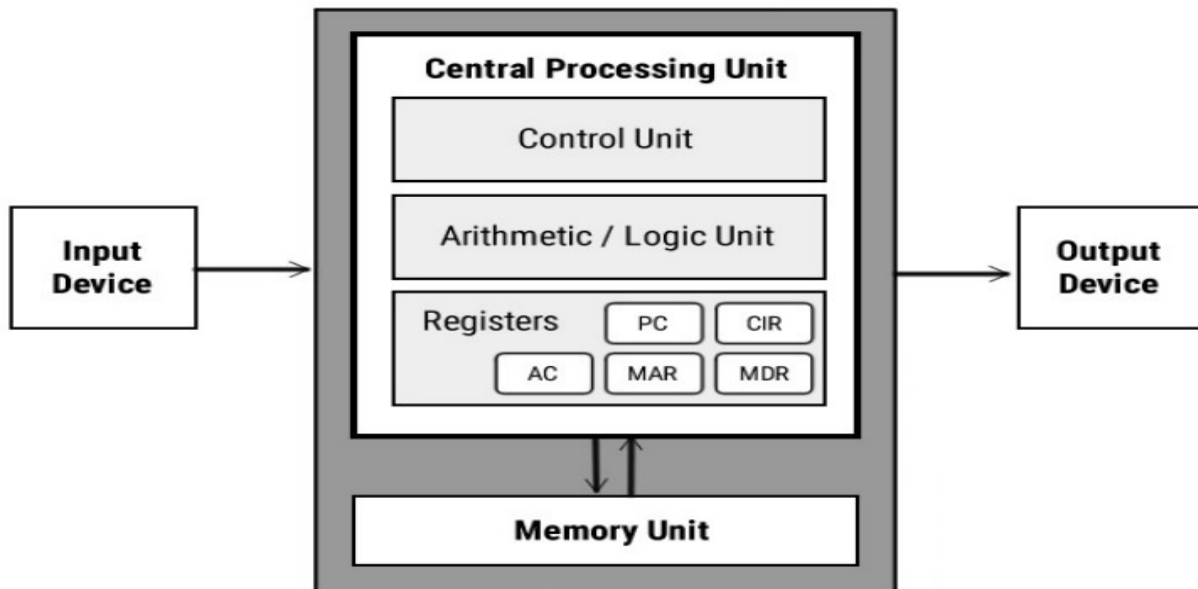 Central Processing Unit
Control Unit
Arithmetic / Logic Unit
Input
Device
Output
Device
Registers
PC
CIR
AC
MAR
MDR
Memory Unit